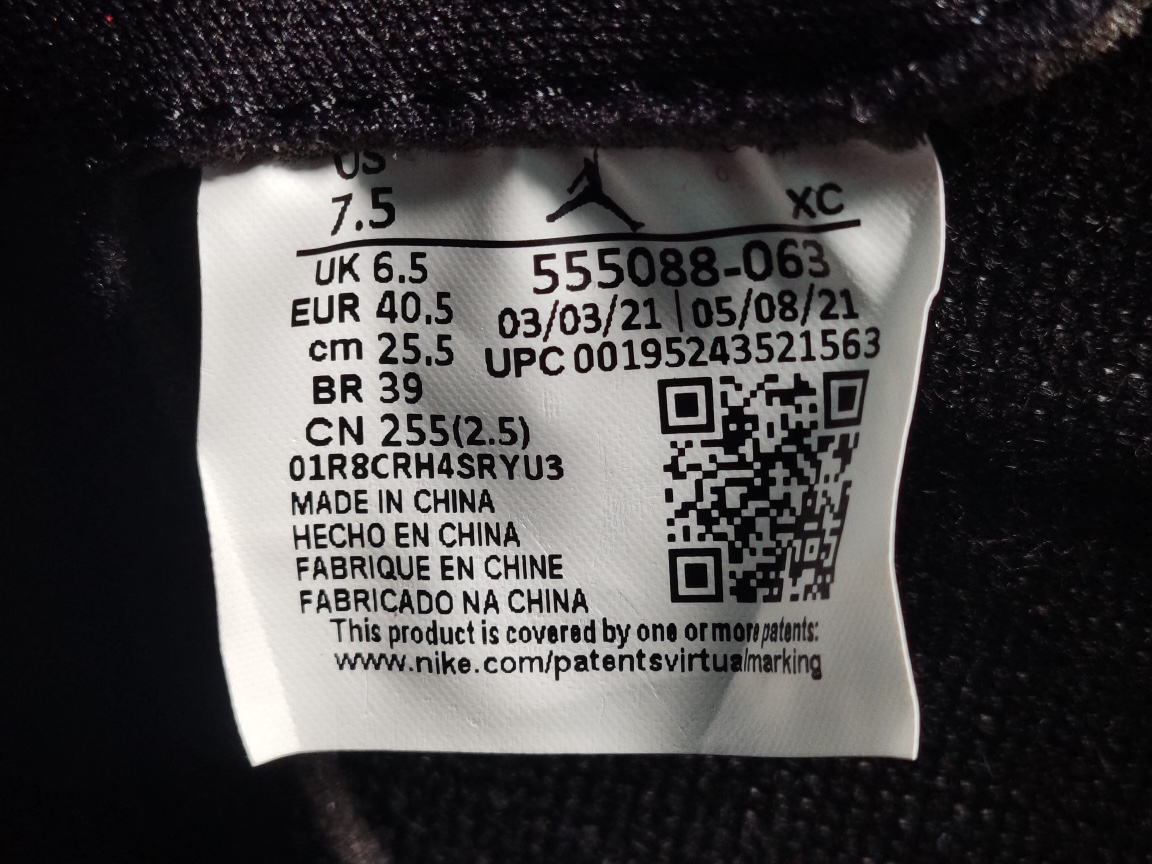 US
7.5
XC
UK 6.5
555088-063
EUR 40.5
03/03/21 | 05/08/21
cm 25.5
UPC 00195243521563
BR 39
CN 255(2.5)
01R8CRH4SRYU3
MADE IN CHINA
HECHO EN CHINA
FABRIQUE EN CHINE
FABRICADO NA CHINA
This product is covered by one or more patents:
www.nike.com/patentsvirtualmarking